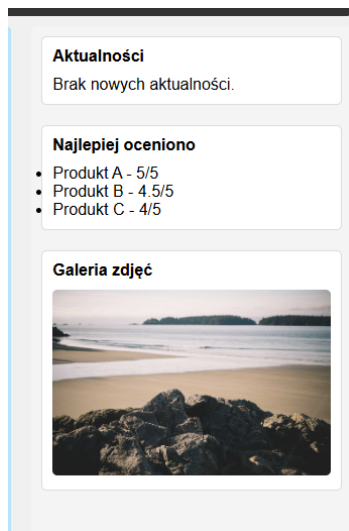 Aktualności
Brak nowych aktualności.
Najlepiej oceniono
Produkt A - 5/5
Produkt B - 4.5/5
Produkt C - 4/5
Galeria zdjęć